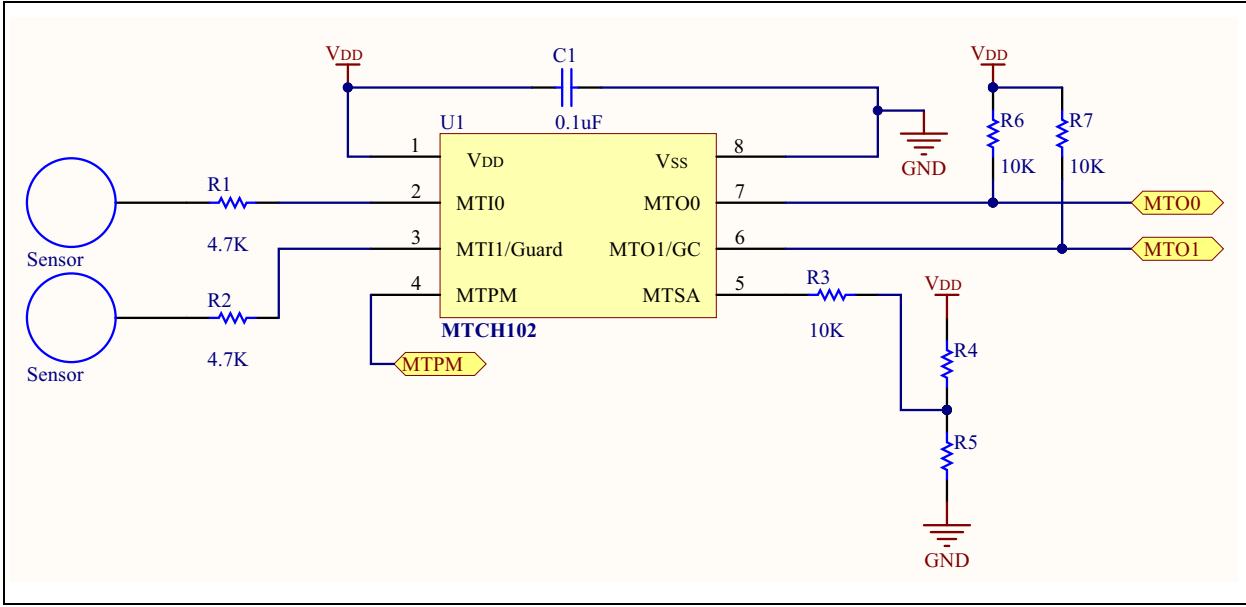 VDD
C1
0.1uF
VDD
R6
10K
R7
10K
GND
U1
1
VDD
VSS
8
Sensor
R1
4.7K
2
MTI0
MTO0
7
MTO0
3
MTI1/Guard
MTO1/GC
6
MTO1
Sensor
R2
4.7K
4
MTPM
MTSA
5
R3
10K
VDD
MTCH102
MTPM
R4
R5
GND